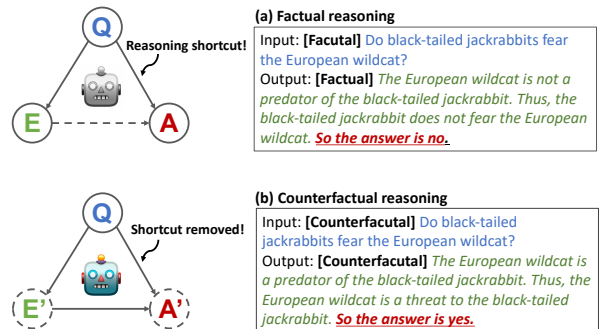 (a) Factual reasoning
Q
Reasoning shortcut!
E
A
Input: [Facutal] Do black-tailed jackrabbits fear
the European wildcat?
Output: [Factual] The European wildcat is not a
predator of the black-tailed jackrabbit. Thus, the
black-tailed jackrabbit does not fear the European
wildcat. So the answer is no.
(b) Counterfactual reasoning
Q
Shortcut removed!
E'
A'
Input: [Counterfacutal] Do black-tailed
jackrabbits fear the European wildcat?
Output: [Counterfacutal] The European wildcat is
a predator of the black-tailed jackrabbit. Thus, the
European wildcat is a threat to the black-tailed
jackrabbit. So the answer is yes.